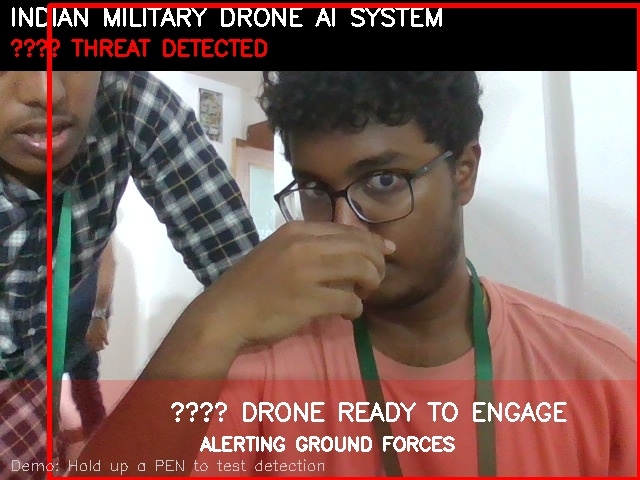 INDIAN MILITARY DRONE AI SYSTEM
???? THREAT DETECTED
???? DRONE READY TO ENGAGE
ALERTING GROUND FORCES
Demo: Hold up a PEN to test detection